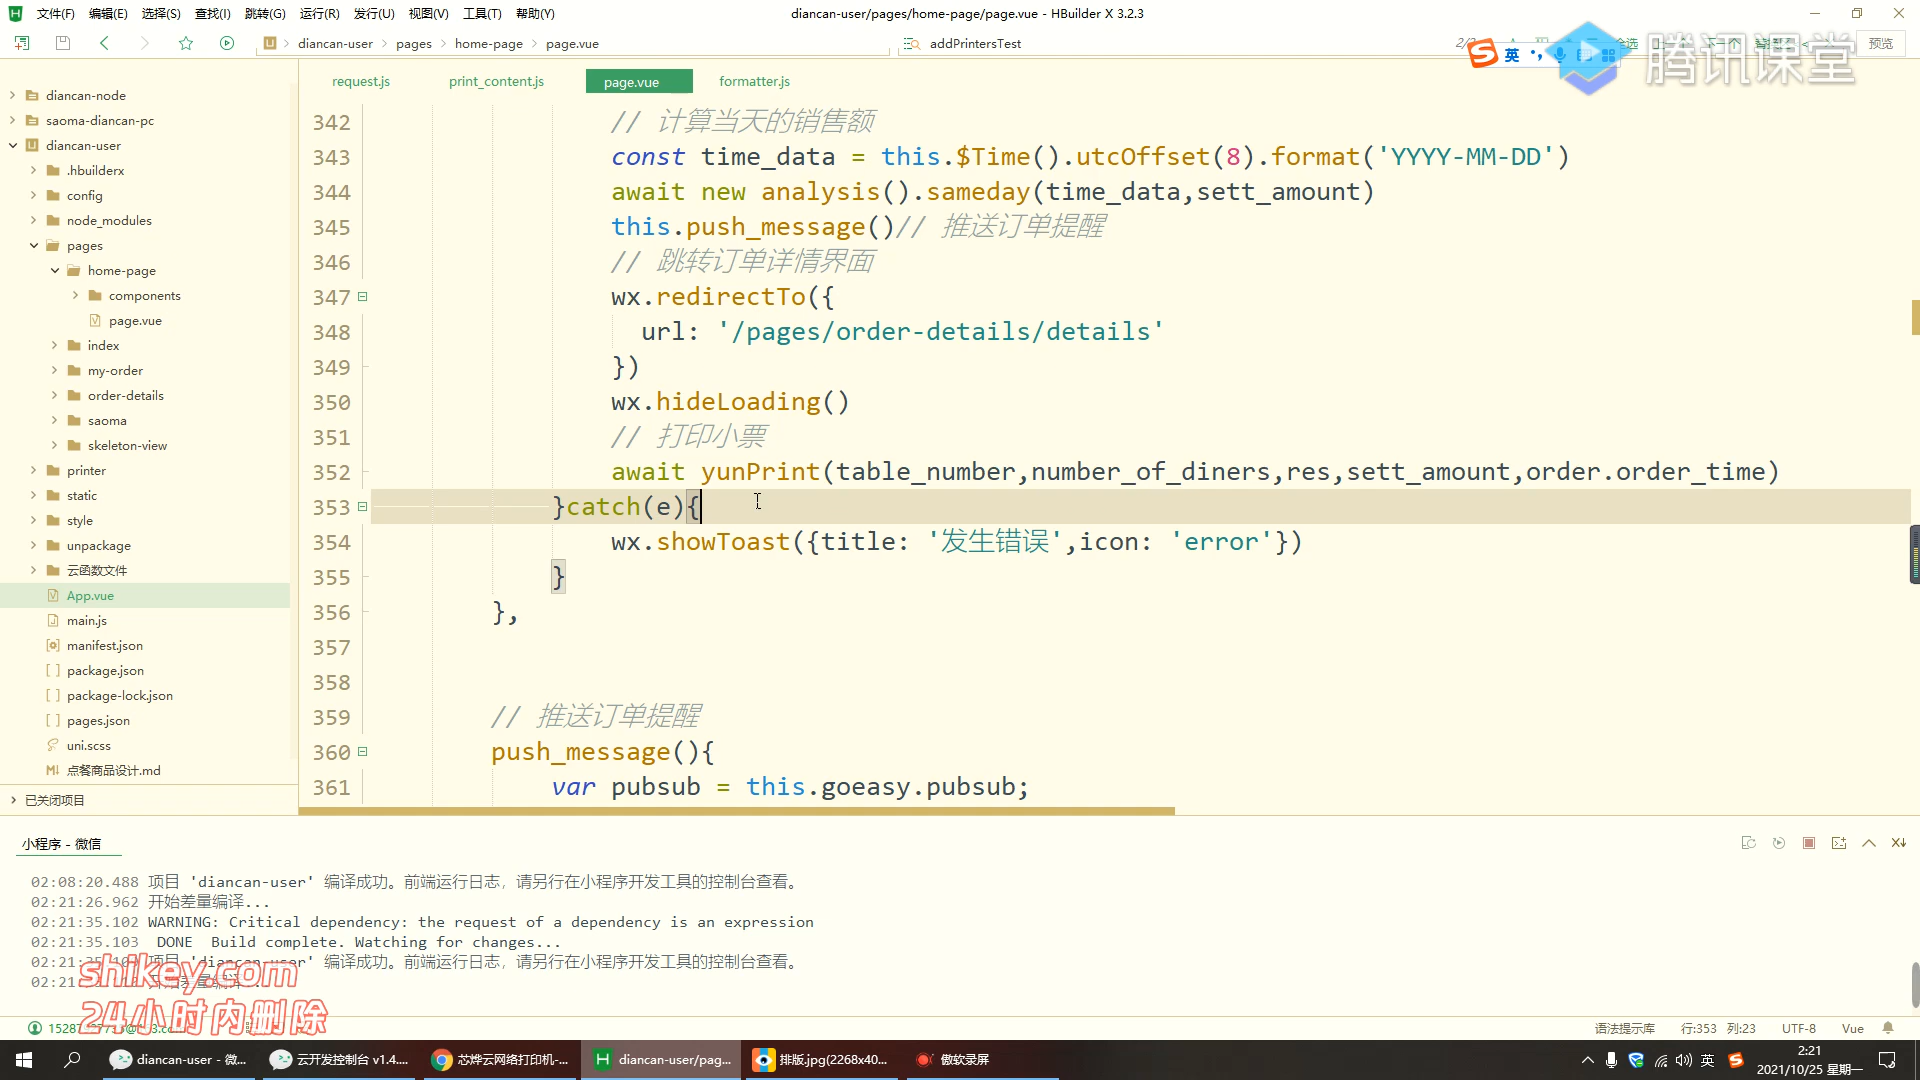 文件(F) 编辑(E) 选择(S) 查找(I) 跳转(G) 运行(R) 发行(U) 视图(V) 工具(T) 帮助(Y) diancan-user/pages/home-page/page.vue - HBuilder X 3.2.3
diancan-user pages home-page page.vue addPrintersTest 预览
英
腾讯课堂
request.js print_content.js page.vue formatter.js
diancan-node
saoma-diancan-pc
diancan-user
.hbuilderx
config
node_modules
pages
home-page
components
page.vue
index
my-order
order-details
saoma
skeleton-view
printer
static
style
unpackage
云函数文件
App.vue
main.js
manifest.json
package.json
package-lock.json
pages.json
uni.scss
点餐商品设计.md
已关闭项目
342 // 计算当天的销售额
343 const time_data = this.$Time().utcOffset(8).format('YYYY-MM-DD')
344 await new analysis().sameday(time_data,sett_amount)
345 this.push_message()// 推送订单提醒
346 // 跳转订单详情界面
347 wx.redirectTo({
348 url: '/pages/order-details/details'
349 })
350 wx.hideLoading()
351 // 打印小票
352 await yunPrint(table_number,number_of_diners,res,sett_amount,order.order_time)
353 }catch(e){
354 wx.showToast({title: '发生错误',icon: 'error'})
355 }
356 },
357
358
359 // 推送订单提醒
360 push_message(){
361 var pubsub = this.goeasy.pubsub;
小程序 - 微信
02:08:20.488 项目 'diancan-user' 编译成功。前端运行日志，请另行在小程序开发工具的控制台查看。
02:21:26.962 开始差量编译...
02:21:35.102 WARNING: Critical dependency: the request of a dependency is an expression
02:21:35.103 DONE Build complete. Watching for changes...
'diancan-user' 编译成功。前端运行日志，请另行在小程序开发工具的控制台查看。
shikey.com
24小时内删除
语法提示库 行:353 列:23 UTF-8 Vue
diancan-user - 微... 云开发控制台 v1.4.... 芯烨云网络打印机-... diancan-user/pag... 排版.jpg(2268x40... 傲软录屏 英 2:21
2021/10/25 星期一